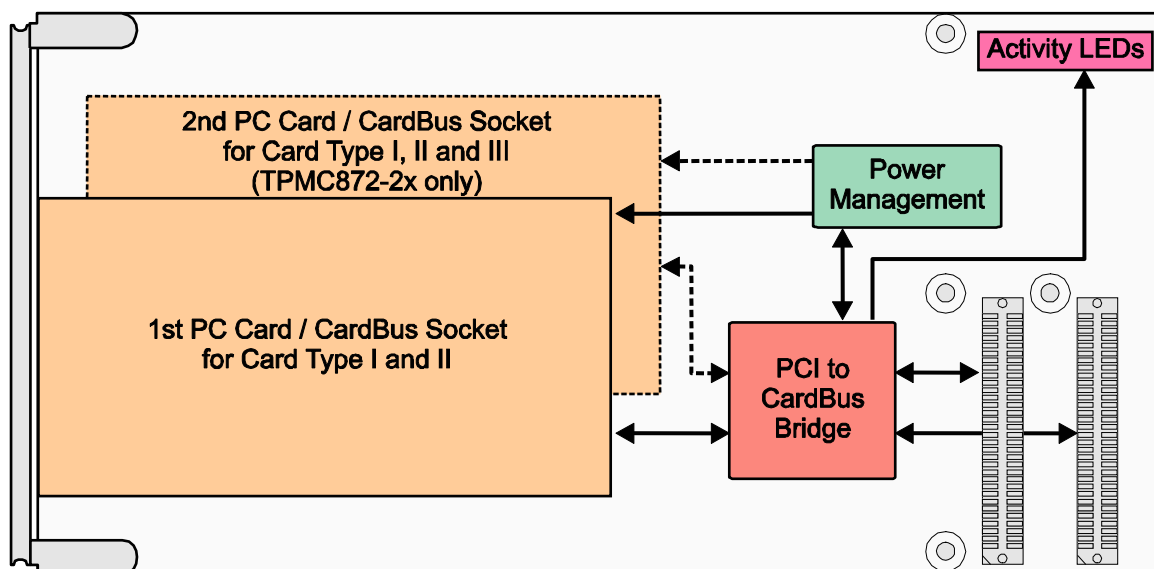 Activity LEDs
2nd PC Card / CardBus Socket
for Card Type I, II and III
(TPMC872-2x only)
Power
Management
1st PC Card / CardBus Socket
for Card Type I and II
PCI to
CardBus
Bridge